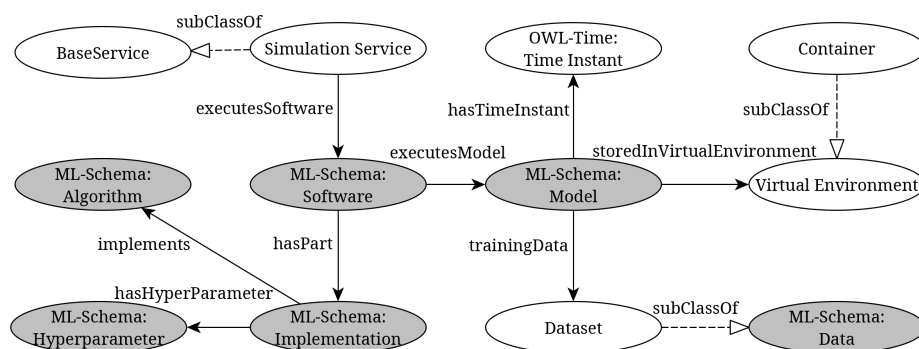 subClassOf
BaseService
Simulation Service
OWL-Time:
Time Instant
Container
executesSoftware
hasTimeInstant
subClassOf
executesModel
storedInVirtualEnvironment
ML-Schema:
Algorithm
ML-Schema:
Software
ML-Schema:
Model
Virtual Environment
implements
hasPart
trainingData
hasHyperParameter
subClassOf
ML-Schema:
Hyperparameter
ML-Schema:
Implementation
Dataset
ML-Schema:
Data